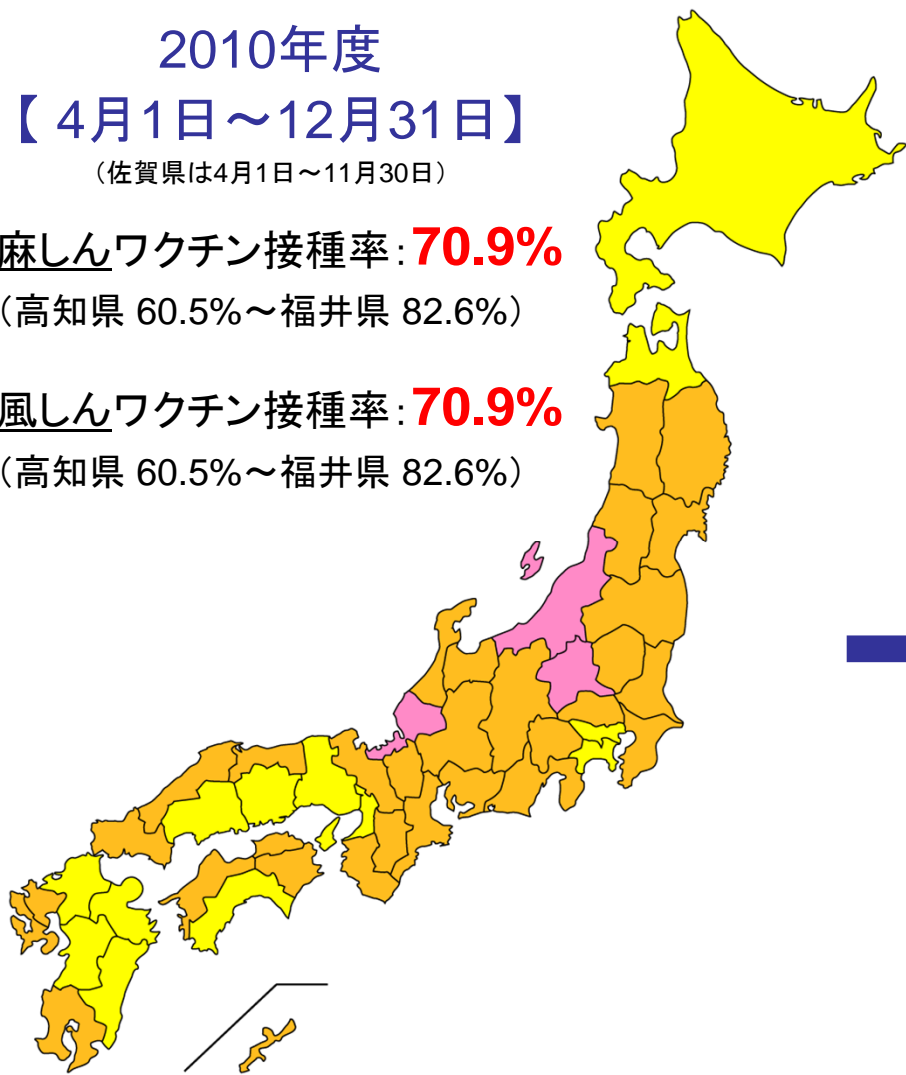 2010年度
【 4月1日～12月31日】
（佐賀県は4月1日～11月30日）
麻しんワクチン接種率：70.9%
（高知県 60.5%～福井県 82.6%）
風しんワクチン接種率：70.9%
（高知県 60.5%～福井県 82.6%）